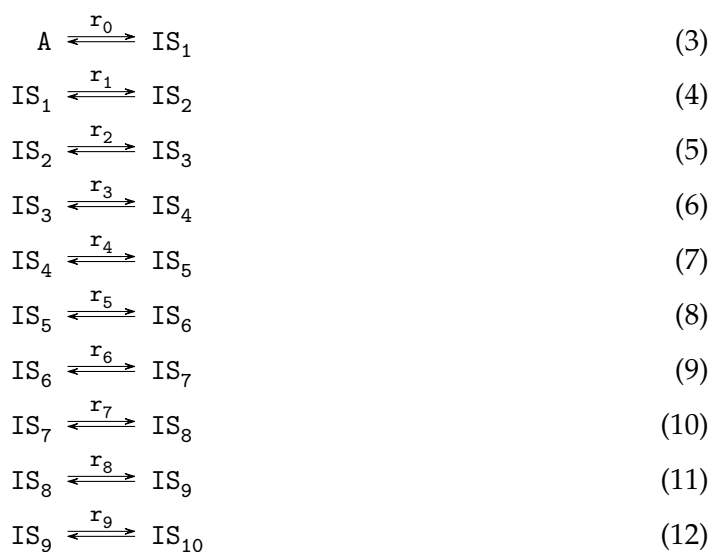 A ⇌ r₀ IS₁ (3)
IS₁ ⇌ r₁ IS₂ (4)
IS₂ ⇌ r₂ IS₃ (5)
IS₃ ⇌ r₃ IS₄ (6)
IS₄ ⇌ r₄ IS₅ (7)
IS₅ ⇌ r₅ IS₆ (8)
IS₆ ⇌ r₆ IS₇ (9)
IS₇ ⇌ r₇ IS₈ (10)
IS₈ ⇌ r₈ IS₉ (11)
IS₉ ⇌ r₉ IS₁₀ (12)